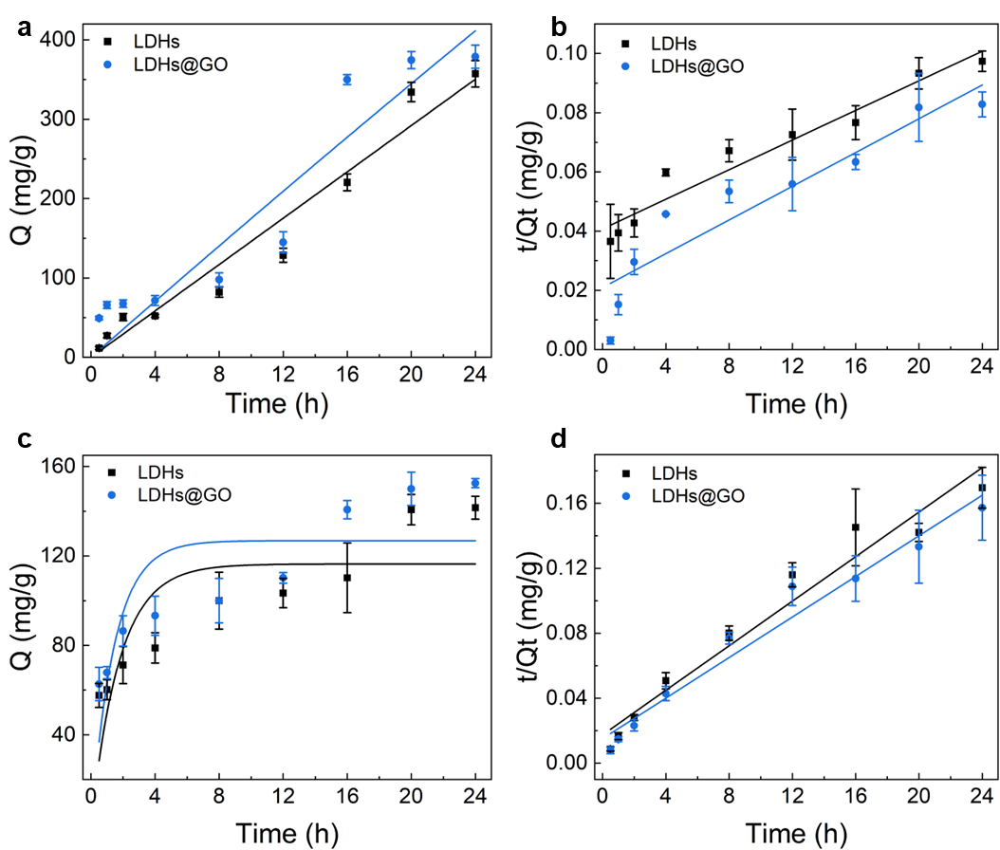 a
400
300
200
100
0
Q (mg/g)
LDHs
LDHs@GO
0 4 8 12 16 20 24
Time (h)
b
0.10
0.08
0.06
0.04
0.02
0.00
t/Qt (mg/g)
LDHs
LDHs@GO
0 4 8 12 16 20 24
Time (h)
c
160
120
80
40
Q (mg/g)
LDHs
LDHs@GO
0 4 8 12 16 20 24
Time (h)
d
0.16
0.12
0.08
0.04
0.00
t/Qt (mg/g)
LDHs
LDHs@GO
0 4 8 12 16 20 24
Time (h)